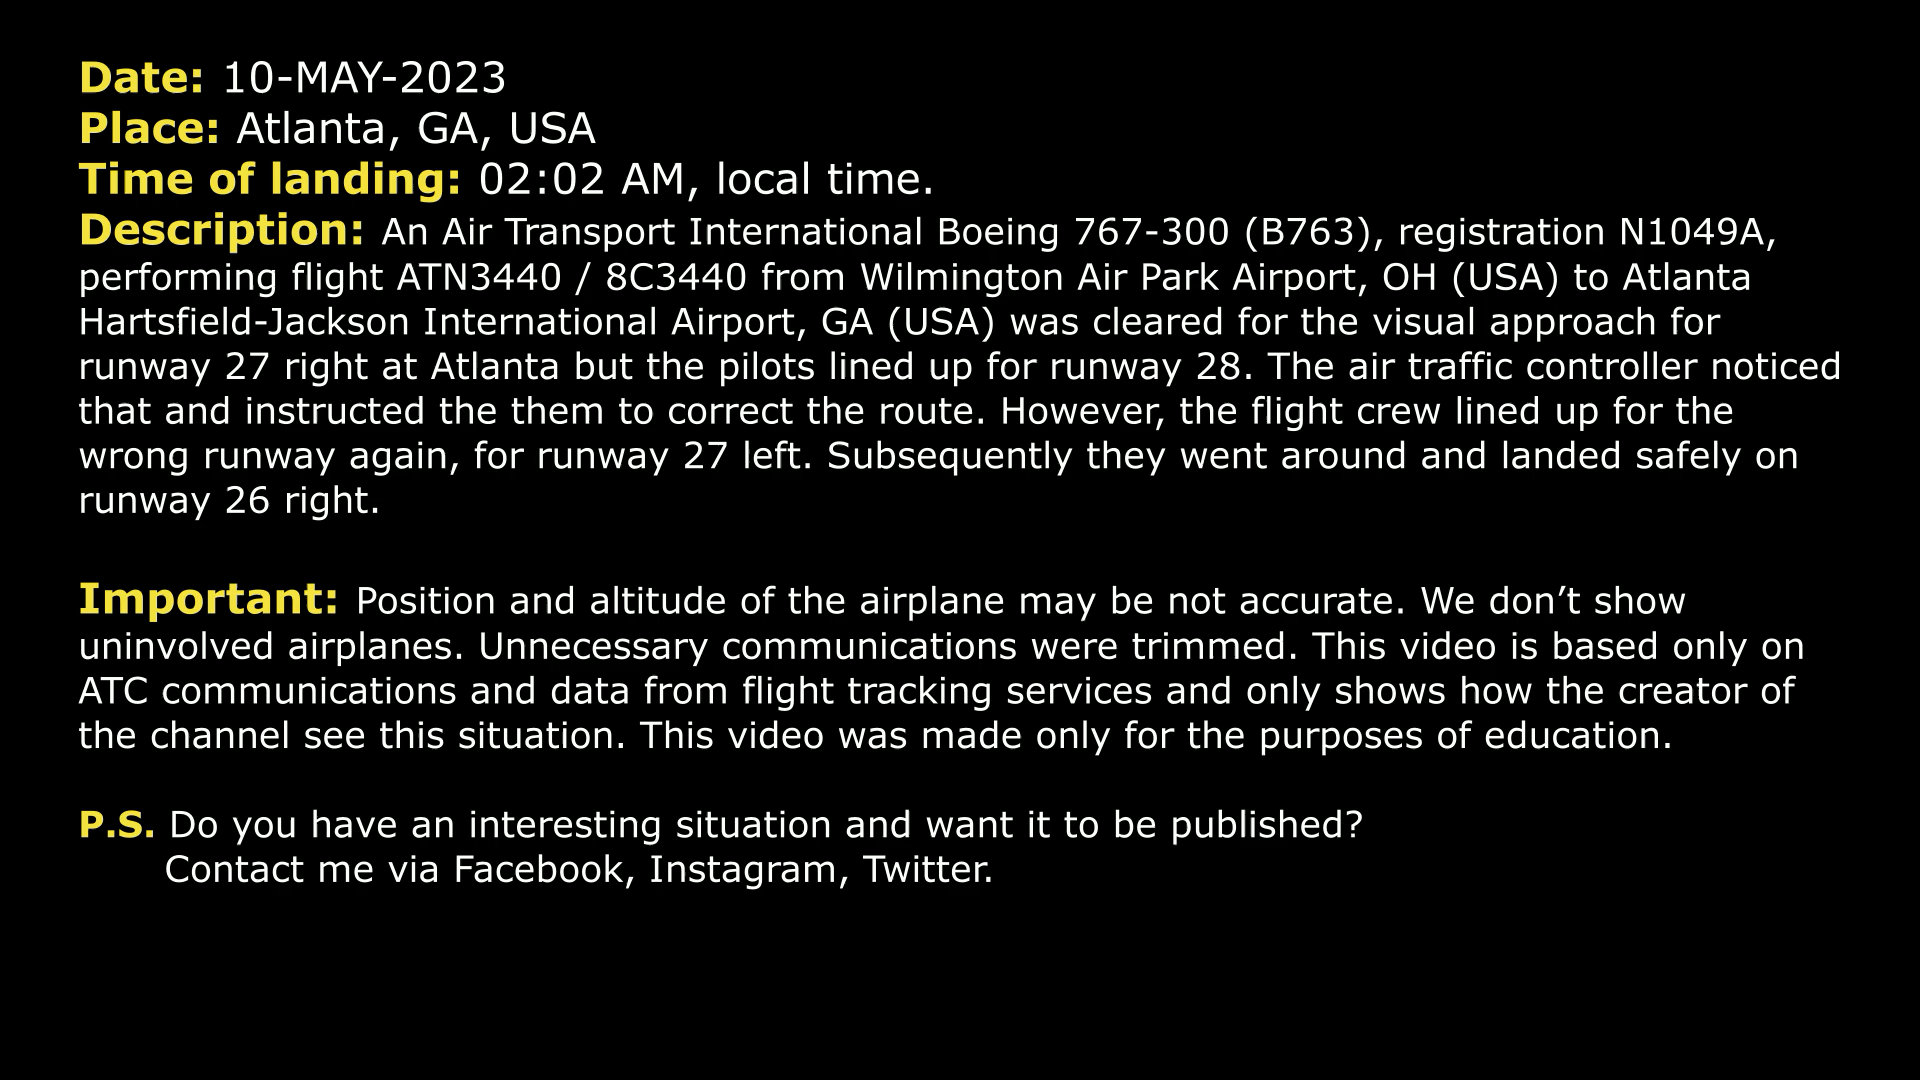 Date: 10-MAY-2023
Place: Atlanta, GA, USA
Time of landing: 02:02 AM, local time.
Description: An Air Transport International Boeing 767-300 (B763), registration N1049A,
performing flight ATN3440 / 8C3440 from Wilmington Air Park Airport, OH (USA) to Atlanta
Hartsfield-Jackson International Airport, GA (USA) was cleared for the visual approach for
runway 27 right at Atlanta but the pilots lined up for runway 28. The air traffic controller noticed
that and instructed the them to correct the route. However, the flight crew lined up for the
wrong runway again, for runway 27 left. Subsequently they went around and landed safely on
runway 26 right.
Important: Position and altitude of the airplane may be not accurate. We don’t show
uninvolved airplanes. Unnecessary communications were trimmed. This video is based only on
ATC communications and data from flight tracking services and only shows how the creator of
the channel see this situation. This video was made only for the purposes of education.
P.S. Do you have an interesting situation and want it to be published?
Contact me via Facebook, Instagram, Twitter.